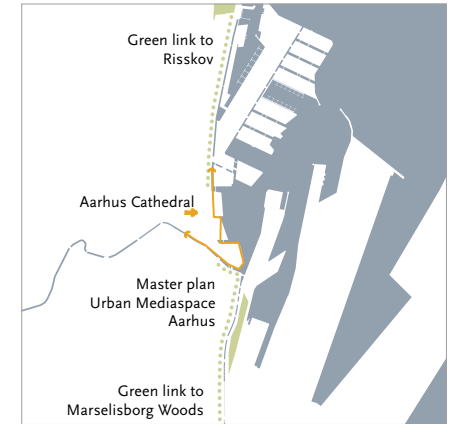 Green link to
Risskov
Aarhus Cathedral
Master plan
Urban Mediaspace
Aarhus
Green link to
Marselisborg Woods